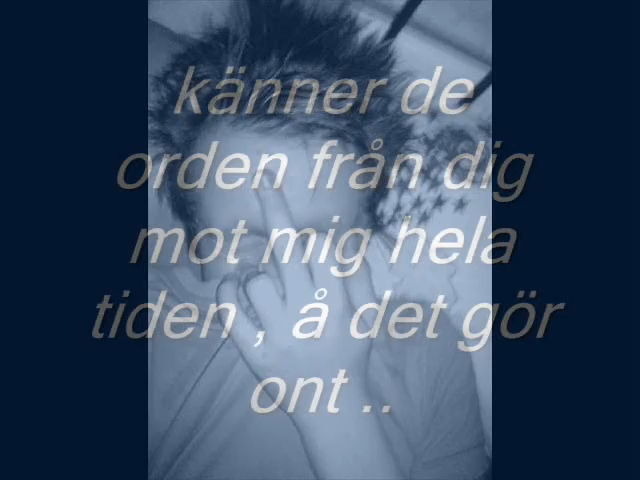 känner de
orden från dig
mot mig hela
tiden , å det gör
ont ..